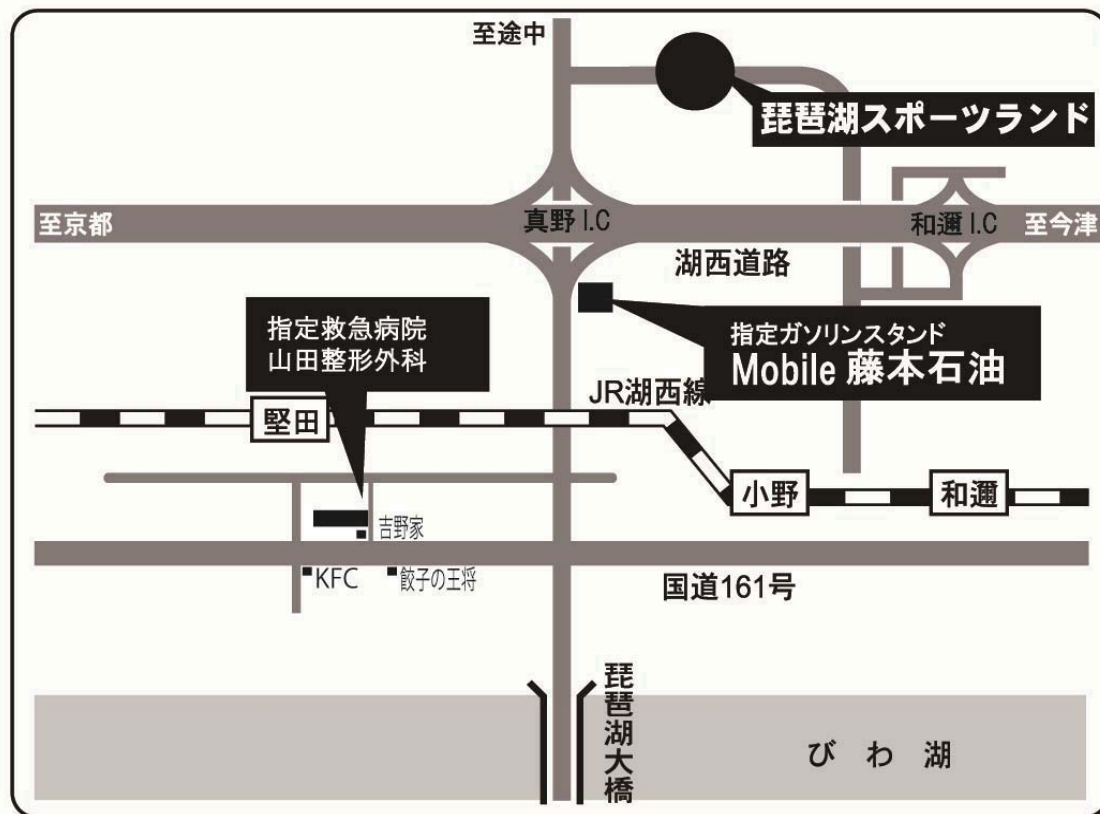 至途中
琵琶湖スポーツランド
至京都
真野 I.C
和邇 I.C
至今津
湖西道路
指定救急病院
山田整形外科
指定ガソリンスタンド
Mobile 藤本石油
JR湖西線
堅田
小野
和邇
吉野家
KFC
餃子の王将
国道161号
琵琶湖大橋
びわ湖